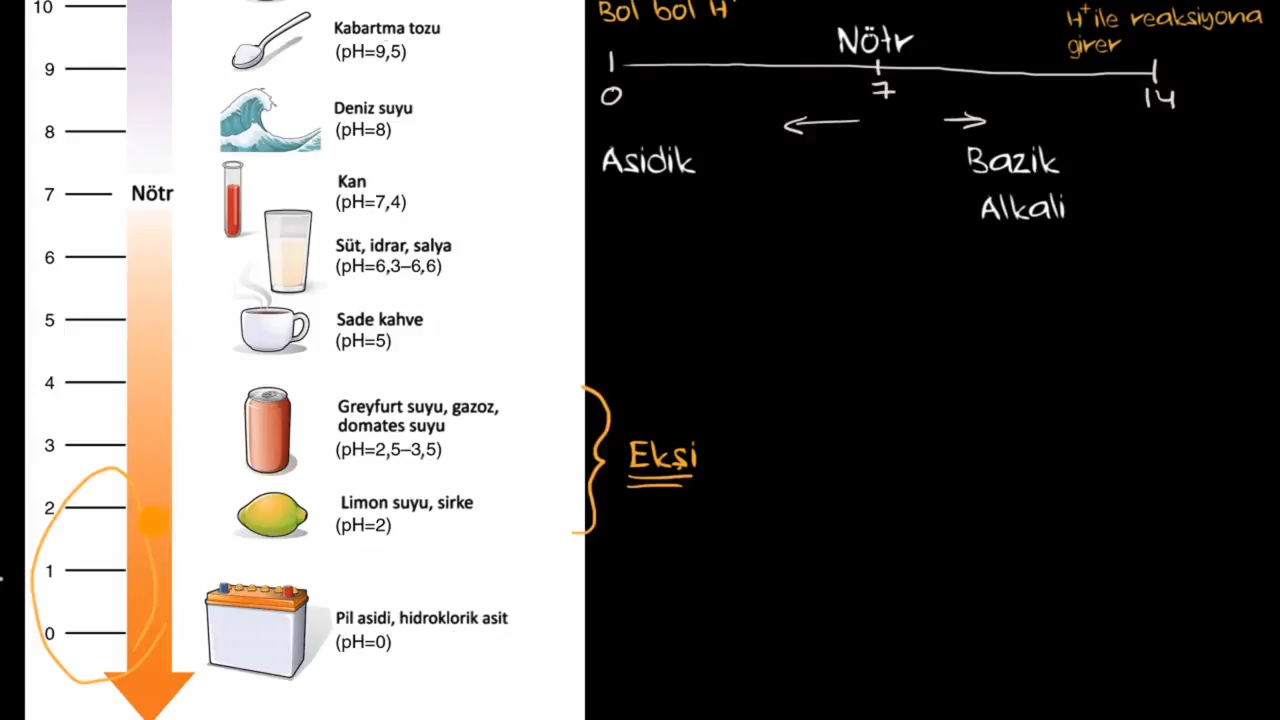 10
Kabartma tozu
(pH=9,5)
9
Deniz suyu
(pH=8)
8
Kan
(pH=7,4)
7
Nötr
Süt, idrar, salya
(pH=6,3–6,6)
6
Sade kahve
(pH=5)
5
4
Greyfurt suyu, gazoz,
domates suyu
(pH=2,5–3,5)
3
Limon suyu, sirke
(pH=2)
2
1
Pil asidi, hidroklorik asit
(pH=0)
0
Bol bol H⁺
H⁺ ile reaksiyona
girer
Nötr
0
7
14
Asidik
Bazik
Alkali
Ekşi